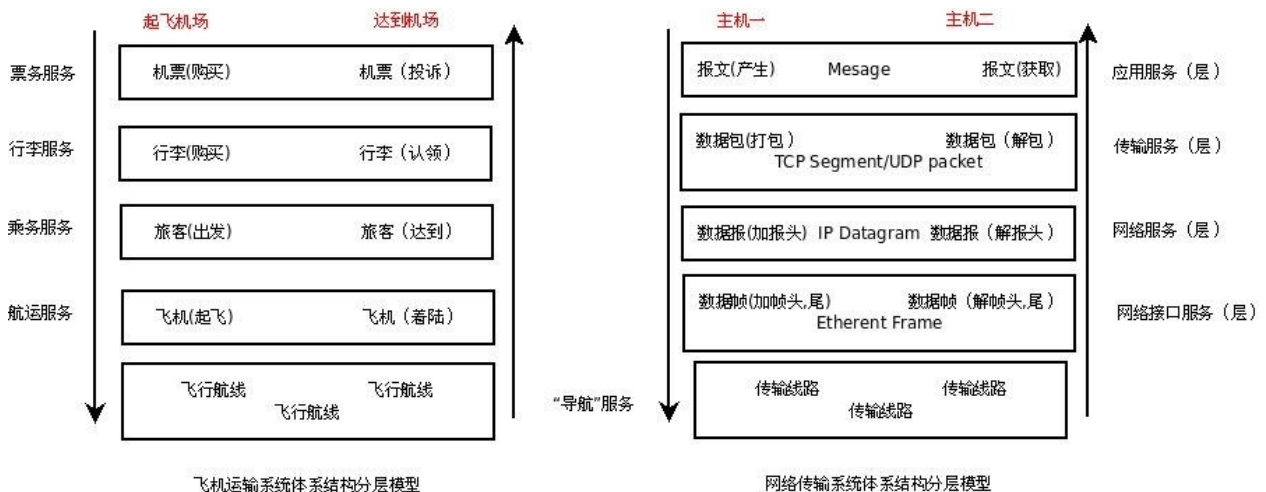 起飞机场 达到机场 主机一 主机二
票务服务 机票(购买) 机票（投诉） 报文(产生) Mesage 报文(获取) 应用服务（层）
行李服务 行李(购买) 行李（认领） 数据包(打包） 数据包（解包） 传输服务（层）
TCP Segment/UDP packet
乘务服务 旅客(出发) 旅客（达到） 数据报(加报头) IP Datagram 数据报（解报头） 网络服务（层）
航运服务 飞机(起飞) 飞机（着陆） 数据帧(加帧头,尾) 数据帧（解帧头,尾） 网络接口服务（层）
Etherent Frame
飞行航线 飞行航线 传输线路 传输线路
飞行航线 “导航”服务 传输线路
飞机运输系统体系结构分层模型 网络传输系统体系结构分层模型